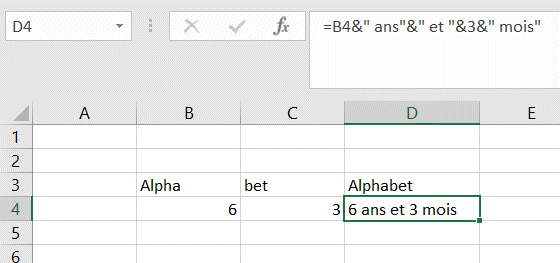 D4 fx =B4&" ans"&" et "&3&" mois"
A B C D E
1
2
3 Alpha bet Alphabet
4 6 3 6 ans et 3 mois
5
6